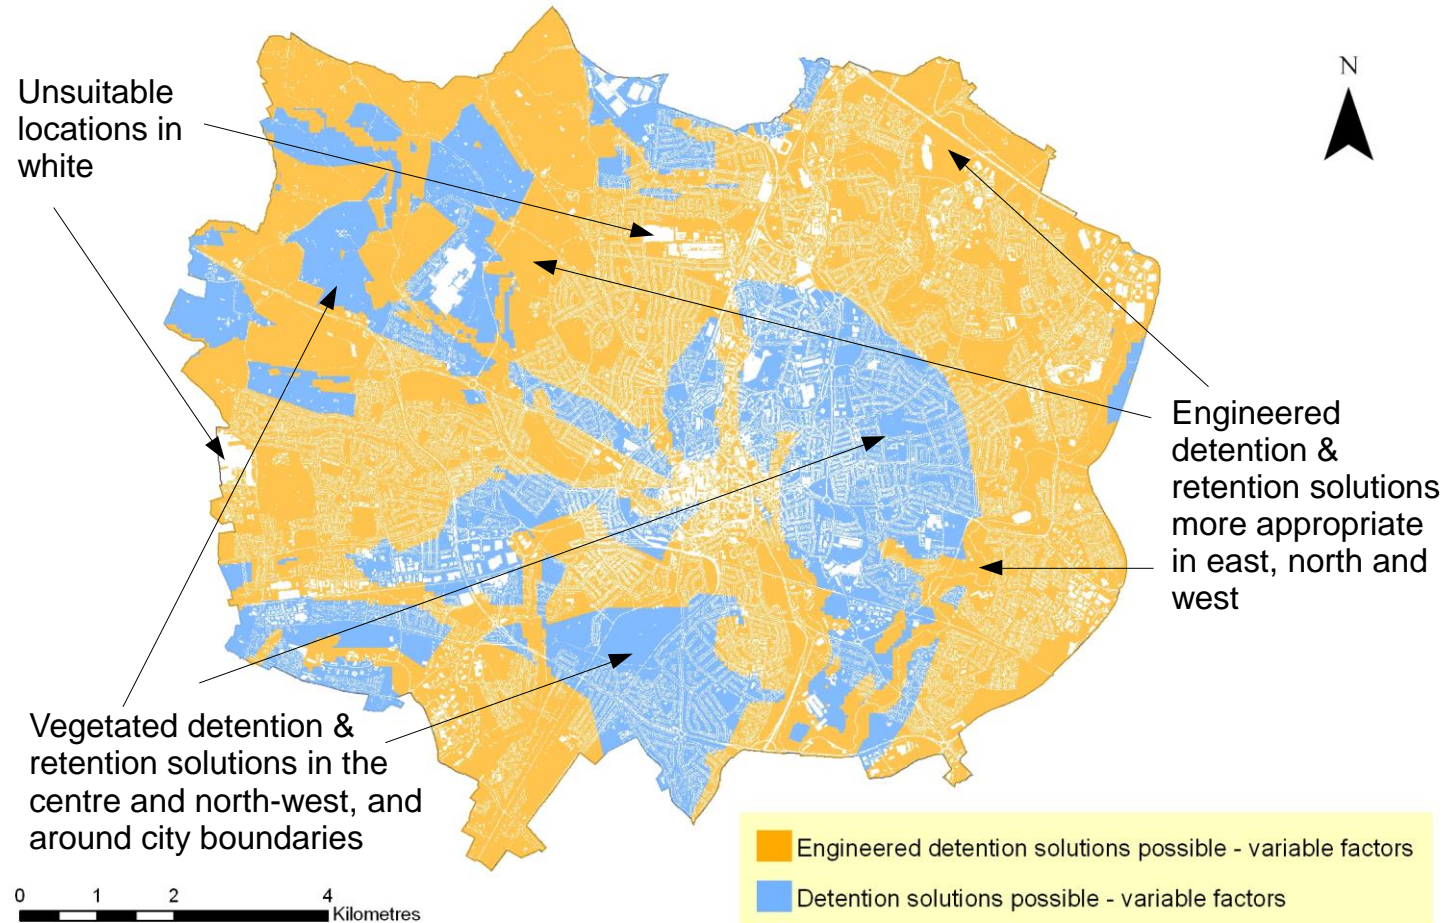 Unsuitable
locations in
white
N
Engineered
detention &
retention solutions
more appropriate
in east, north and
west
Vegetated detention &
retention solutions in the
centre and north-west, and
around city boundaries
Engineered detention solutions possible - variable factors
Detention solutions possible - variable factors
0 1 2 4
Kilometres